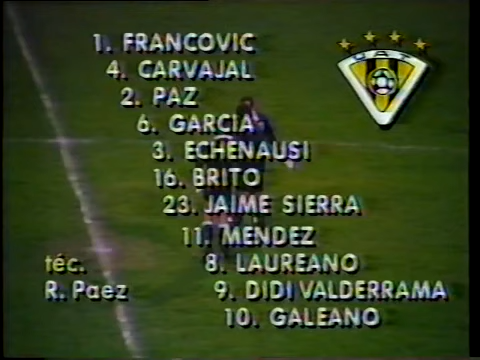 1. FRANCOVIC
4. CARVAJAL
2. PAZ
6. GARCIA
3. ECHENAUSI
16. BRITO
23. JAIME SIERRA
11. MENDEZ
8. LAUREANO
9. DIDI VALDERRAMA
10. GALEANO
téc.
R. Paez
UAT